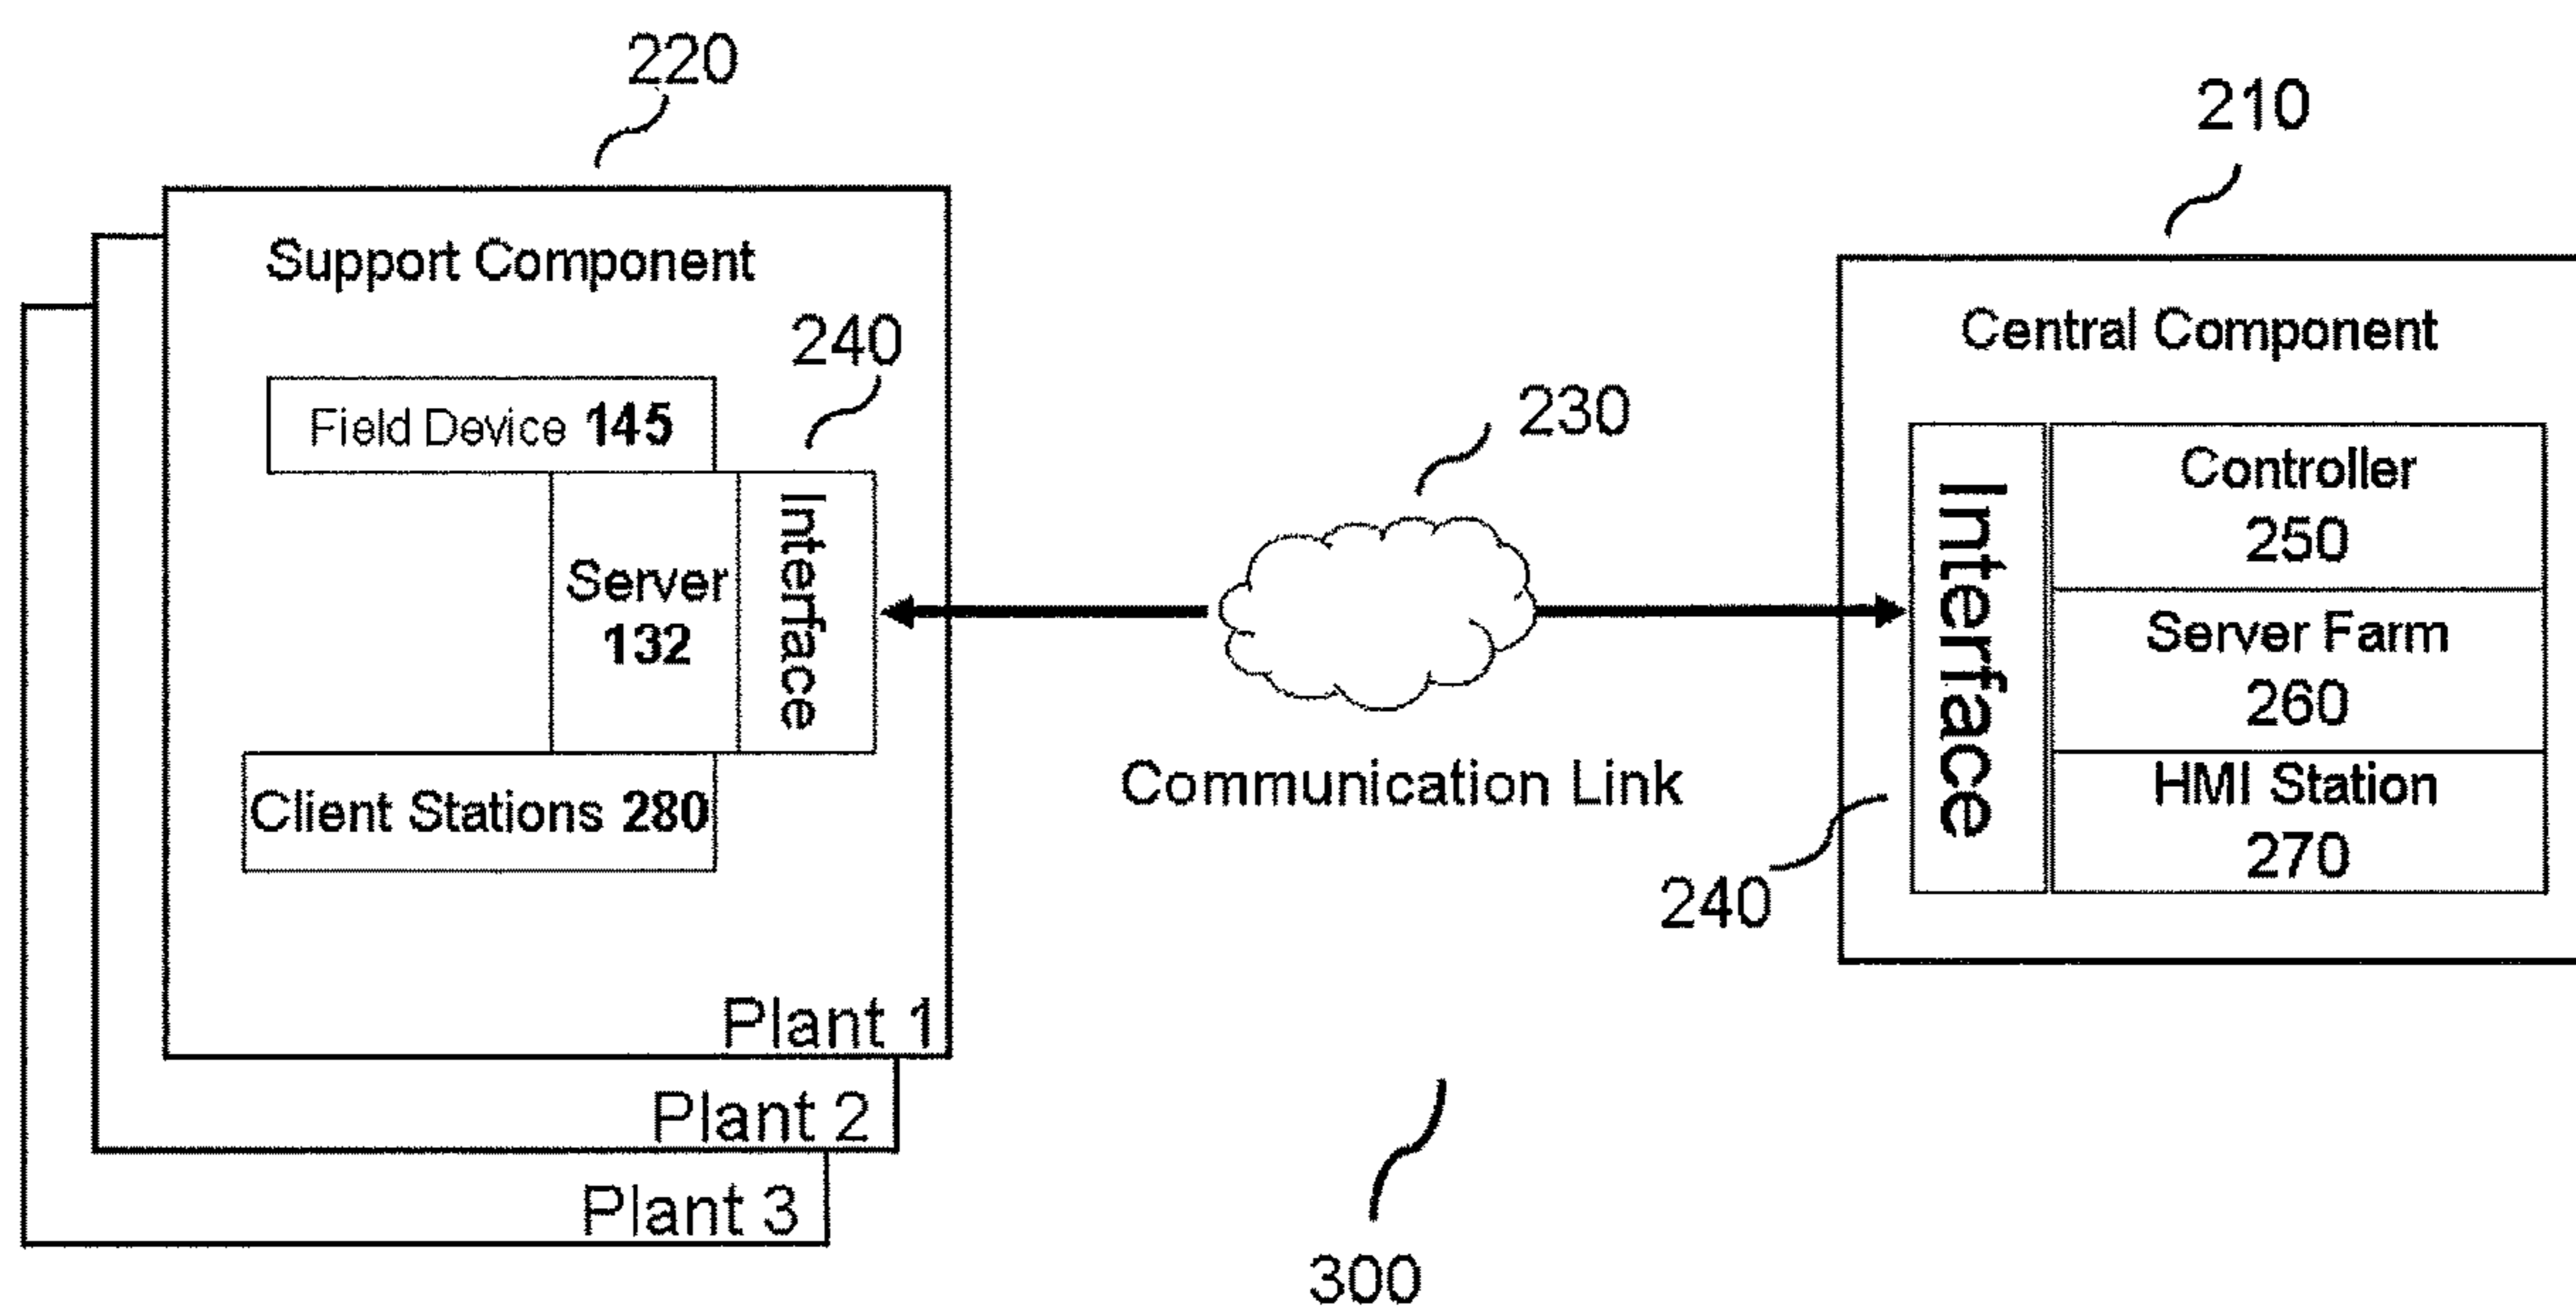 220
Support Component
240
Field Device 145
Server
132
Interface
Client Stations 280
Plant 1
Plant 2
Plant 3
230
Communication Link
300
210
Central Component
Interface
240
Controller
250
Server Farm
260
HMI Station
270